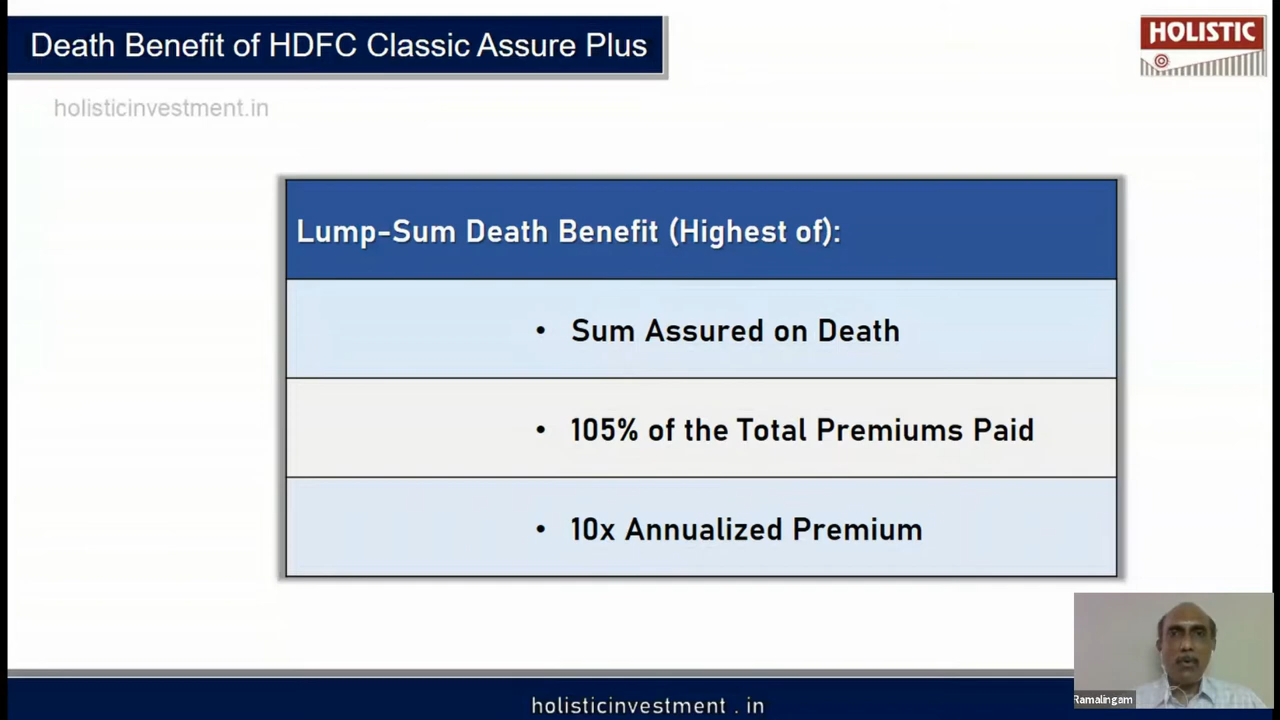 Death Benefit of HDFC Classic Assure Plus
HOLISTIC
holisticinvestment.in
Lump-Sum Death Benefit (Highest of):
• Sum Assured on Death
• 105% of the Total Premiums Paid
• 10x Annualized Premium
Ramalingam
holisticinvestment . in